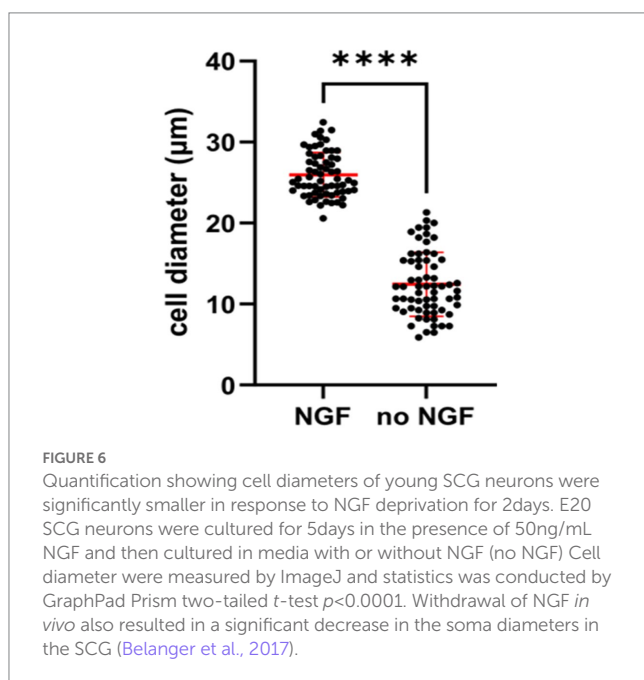 ****
40
30
20
10
0
cell diameter (μm)
NGF no NGF
FIGURE 6
Quantification showing cell diameters of young SCG neurons were
significantly smaller in response to NGF deprivation for 2days. E20
SCG neurons were cultured for 5days in the presence of 50ng/mL
NGF and then cultured in media with or without NGF (no NGF) Cell
diameter were measured by ImageJ and statistics was conducted by
GraphPad Prism two-tailed t-test p<0.0001. Withdrawal of NGF in
vivo also resulted in a significant decrease in the soma diameters in
the SCG (Belanger et al., 2017).